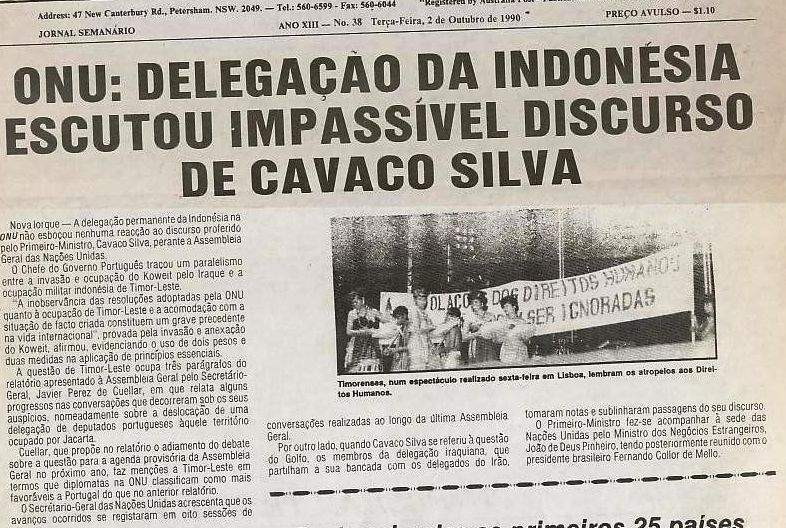 Address: 47 New Canterbury Rd., Petersham. NSW. 2049. — Tel.: 560-6599 - Fax: 560-6044
"Registered by Australia Post
JORNAL SEMANÁRIO
ANO XIII — No. 38 Terça-Feira, 2 de Outubro de 1990
PREÇO AVULSO — $1.10
ONU: DELEGAÇÃO DA INDONÉSIA
ESCUTOU IMPASSÍVEL DISCURSO
DE CAVACO SILVA
Nova Iorque — A delegação permanente da Indonésia na
ONU não esboçou nenhuma reacção ao discurso proferido
pelo Primeiro-Ministro, Cavaco Silva, perante a Assembleia
Geral das Nações Unidas.
O Chefe do Governo Português traçou um paralelismo
entre a invasão e ocupação do Koweit pelo Iraque e a
ocupação militar indonésia de Timor-Leste.
"A inobservância das resoluções adoptadas pela ONU
quanto à ocupação de Timor-Leste e a acomodação com a
situação de facto criada constituem um grave precedente
na vida internacional", provada pela invasão e anexação
do Koweit, afirmou, evidenciando o uso de dois pesos e
duas medidas na aplicação de princípios essenciais.
A questão de Timor-Leste ocupa três parágrafos do
relatório apresentado à Assembleia Geral pelo Secretário-
Geral, Javier Perez de Cuellar, em que relata alguns
progressos nas conversações que decorreram sob os seus
auspícios, nomeadamente sobre a deslocação de uma
delegação de deputados portugueses àquele território
ocupado por Jacarta.
Cuellar, que propõe no relatório o adiamento do debate
sobre a questão para a agenda provisória da Assembleia
Geral no próximo ano, faz menções a Timor-Leste em
termos que diplomatas na ONU classificam como mais
favoráveis a Portugal do que no anterior relatório.
O Secretário-Geral das Nações Unidas acrescenta que os
avanços ocorridos se registaram em oito sessões de
DOS DIREITOS HUMANOS
SER IGNORADAS
Timorenses, num espectáculo realizado sexta-feira em Lisboa, lembram os atropelos aos Direi-
tos Humanos.
conversações realizadas ao longo da última Assembleia
Geral.
Por outro lado, quando Cavaco Silva se referiu à questão
do Golfo, os membros da delegação iraquiana, que
partilham a sua bancada com os delegados do Irão,
tomaram notas e sublinharam passagens do seu discurso.
O Primeiro-Ministro fez-se acompanhar à sede das
Nações Unidas pelo Ministro dos Negócios Estrangeiros,
João de Deus Pinheiro, tendo posteriormente reunido com o
presidente brasileiro Fernando Collor de Mello.
primeiros 25 países